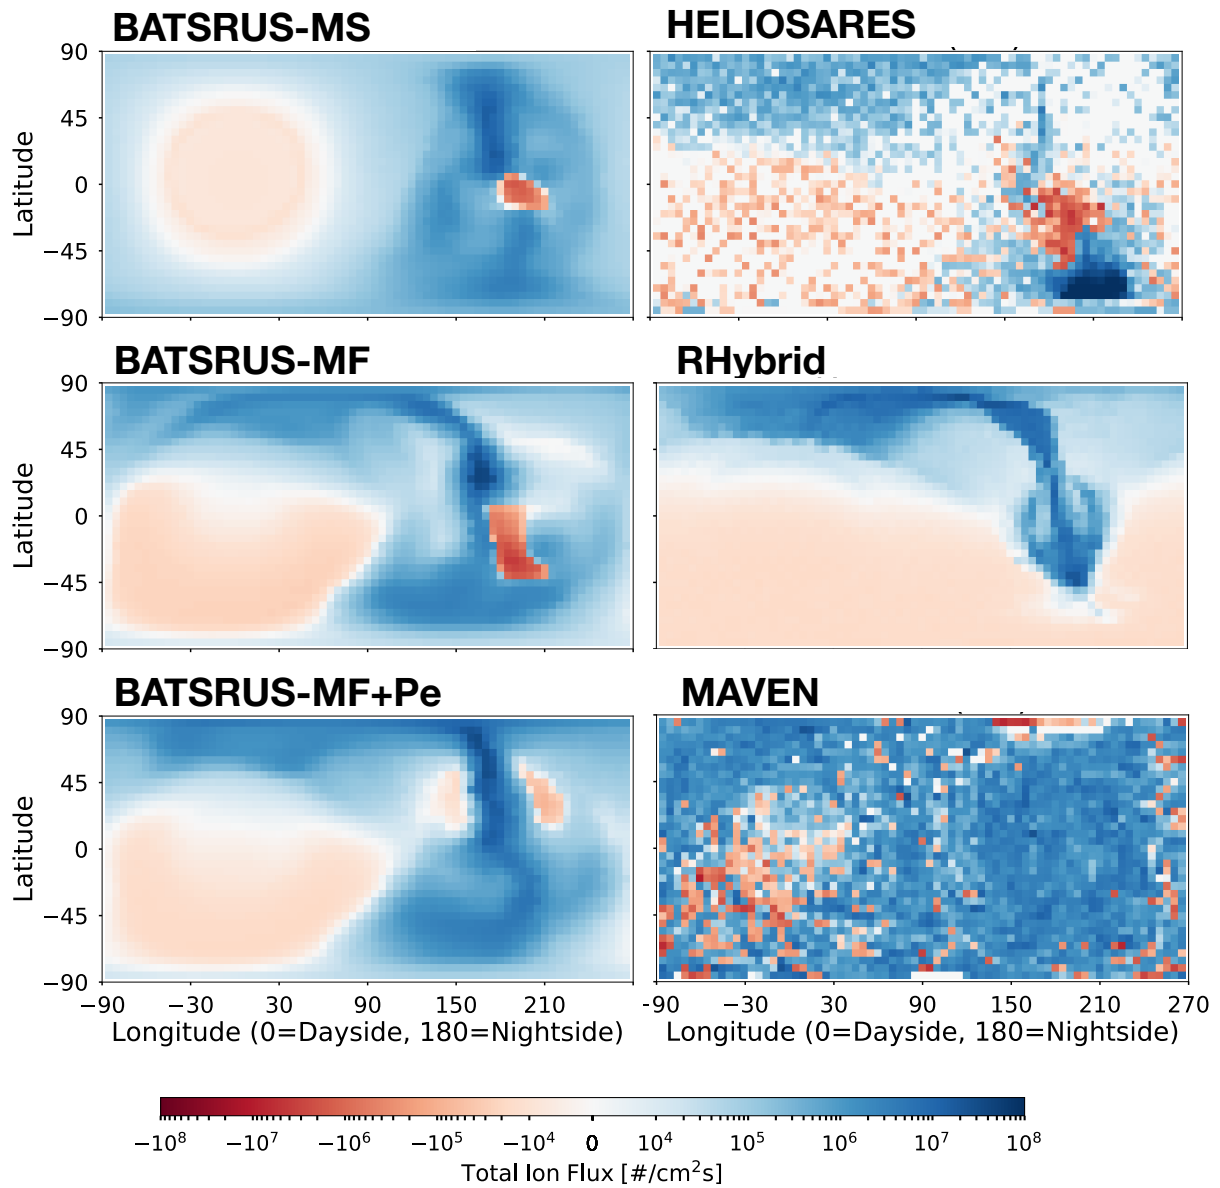 BATSRUS-MS
HELIOSARES
90
45
0
−45
−90
Latitude
BATSRUS-MF
RHybrid
90
45
0
−45
−90
Latitude
BATSRUS-MF+Pe
MAVEN
90
45
0
−45
−90
Latitude
−90 −30 30 90 150 210
−90 −30 30 90 150 210 270
Longitude (0=Dayside, 180=Nightside)
Longitude (0=Dayside, 180=Nightside)
−10⁸ −10⁷ −10⁶ −10⁵ −10⁴ 0 10⁴ 10⁵ 10⁶ 10⁷ 10⁸
Total Ion Flux [#/cm²s]